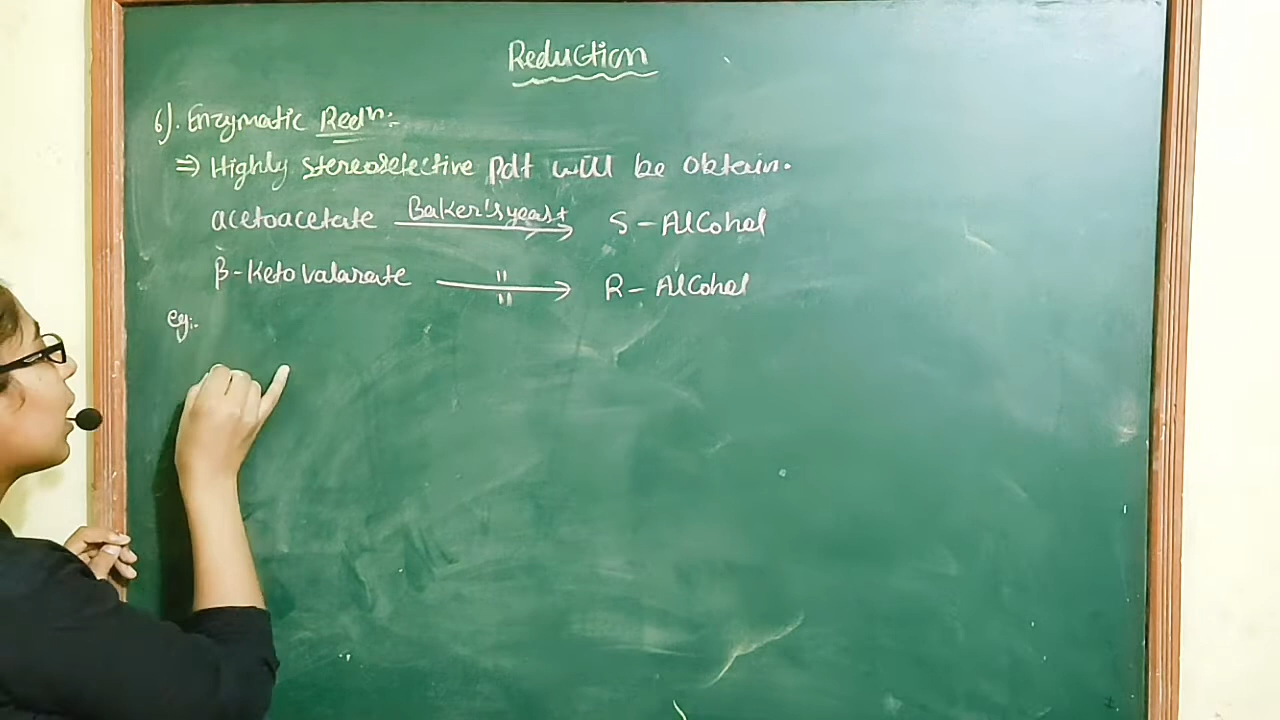 Reduction
6). Enzymatic Redn:-
⇒ Highly stereoselective pdt will be obtain.
acetoacetate Baker's yeast → S-Alcohol
β-Keto Valarate " → R-Alcohol
"
eg:-